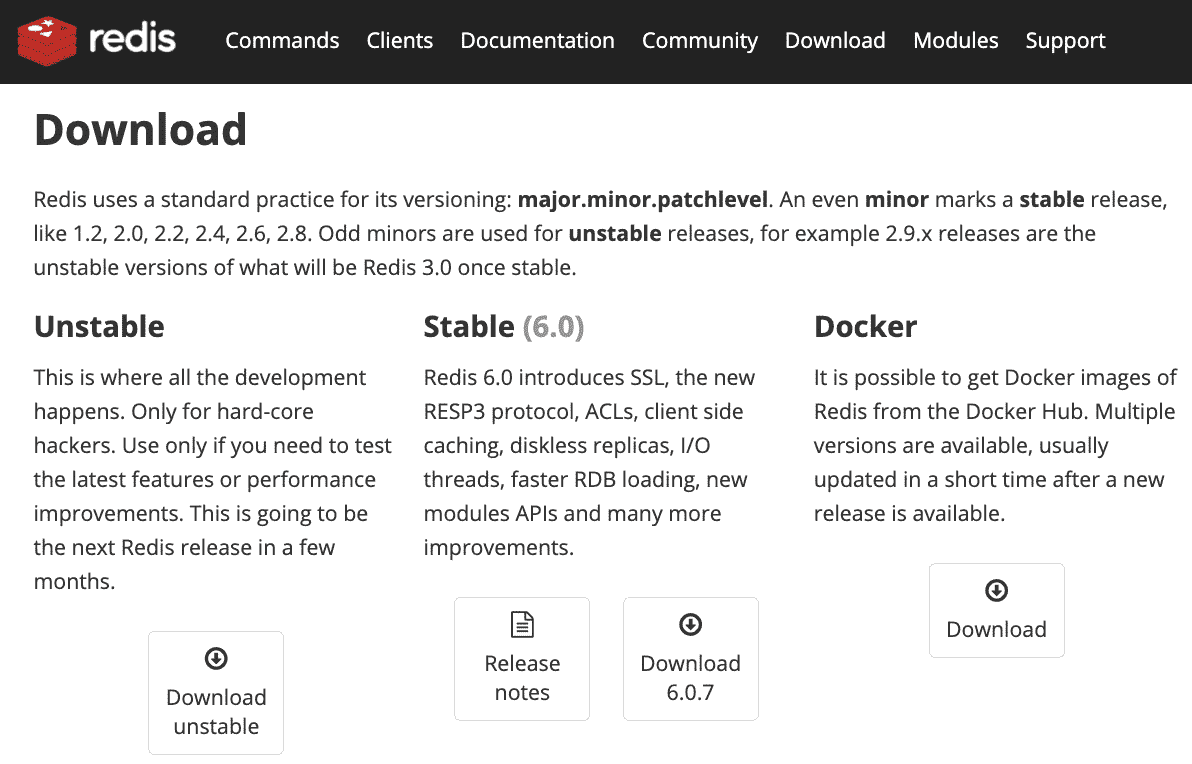 redis
Commands Clients Documentation Community Download Modules Support
Download
Redis uses a standard practice for its versioning: major.minor.patchlevel. An even minor marks a stable release,
like 1.2, 2.0, 2.2, 2.4, 2.6, 2.8. Odd minors are used for unstable releases, for example 2.9.x releases are the
unstable versions of what will be Redis 3.0 once stable.
Unstable
This is where all the development
happens. Only for hard-core
hackers. Use only if you need to test
the latest features or performance
improvements. This is going to be
the next Redis release in a few
months.
Download
unstable
Stable (6.0)
Redis 6.0 introduces SSL, the new
RESP3 protocol, ACLs, client side
caching, diskless replicas, I/O
threads, faster RDB loading, new
modules APIs and many more
improvements.
Release
notes
Download
6.0.7
Docker
It is possible to get Docker images of
Redis from the Docker Hub. Multiple
versions are available, usually
updated in a short time after a new
release is available.
Download